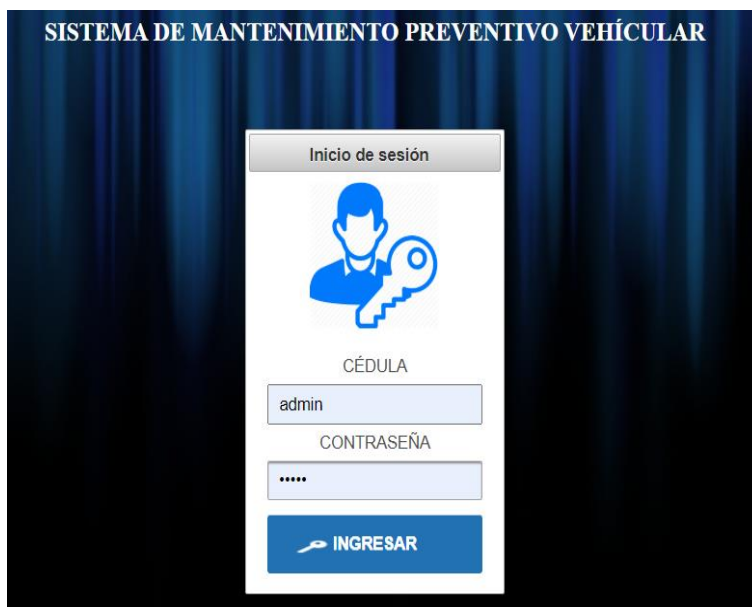 SISTEMA DE MANTENIMIENTO PREVENTIVO VEHÍCULAR
Inicio de sesión
CÉDULA
admin
CONTRASEÑA
•••••
INGRESAR